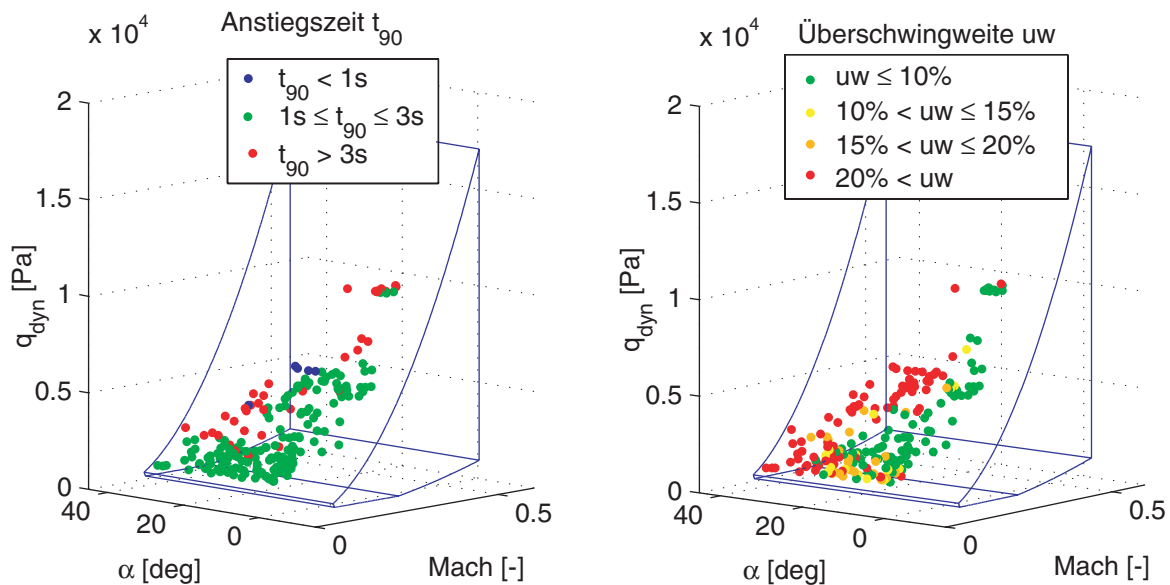 x 10^4
Anstiegszeit t_90
t_90 < 1s
1s ≤ t_90 ≤ 3s
t_90 > 3s
2
1.5
1
0.5
0
q_dyn [Pa]
40
20
0
α [deg]
0
0.5
Mach [-]
x 10^4
Überschwingweite uw
uw ≤ 10%
10% < uw ≤ 15%
15% < uw ≤ 20%
20% < uw
2
1.5
1
0.5
0
q_dyn [Pa]
40
20
0
α [deg]
0
0.5
Mach [-]